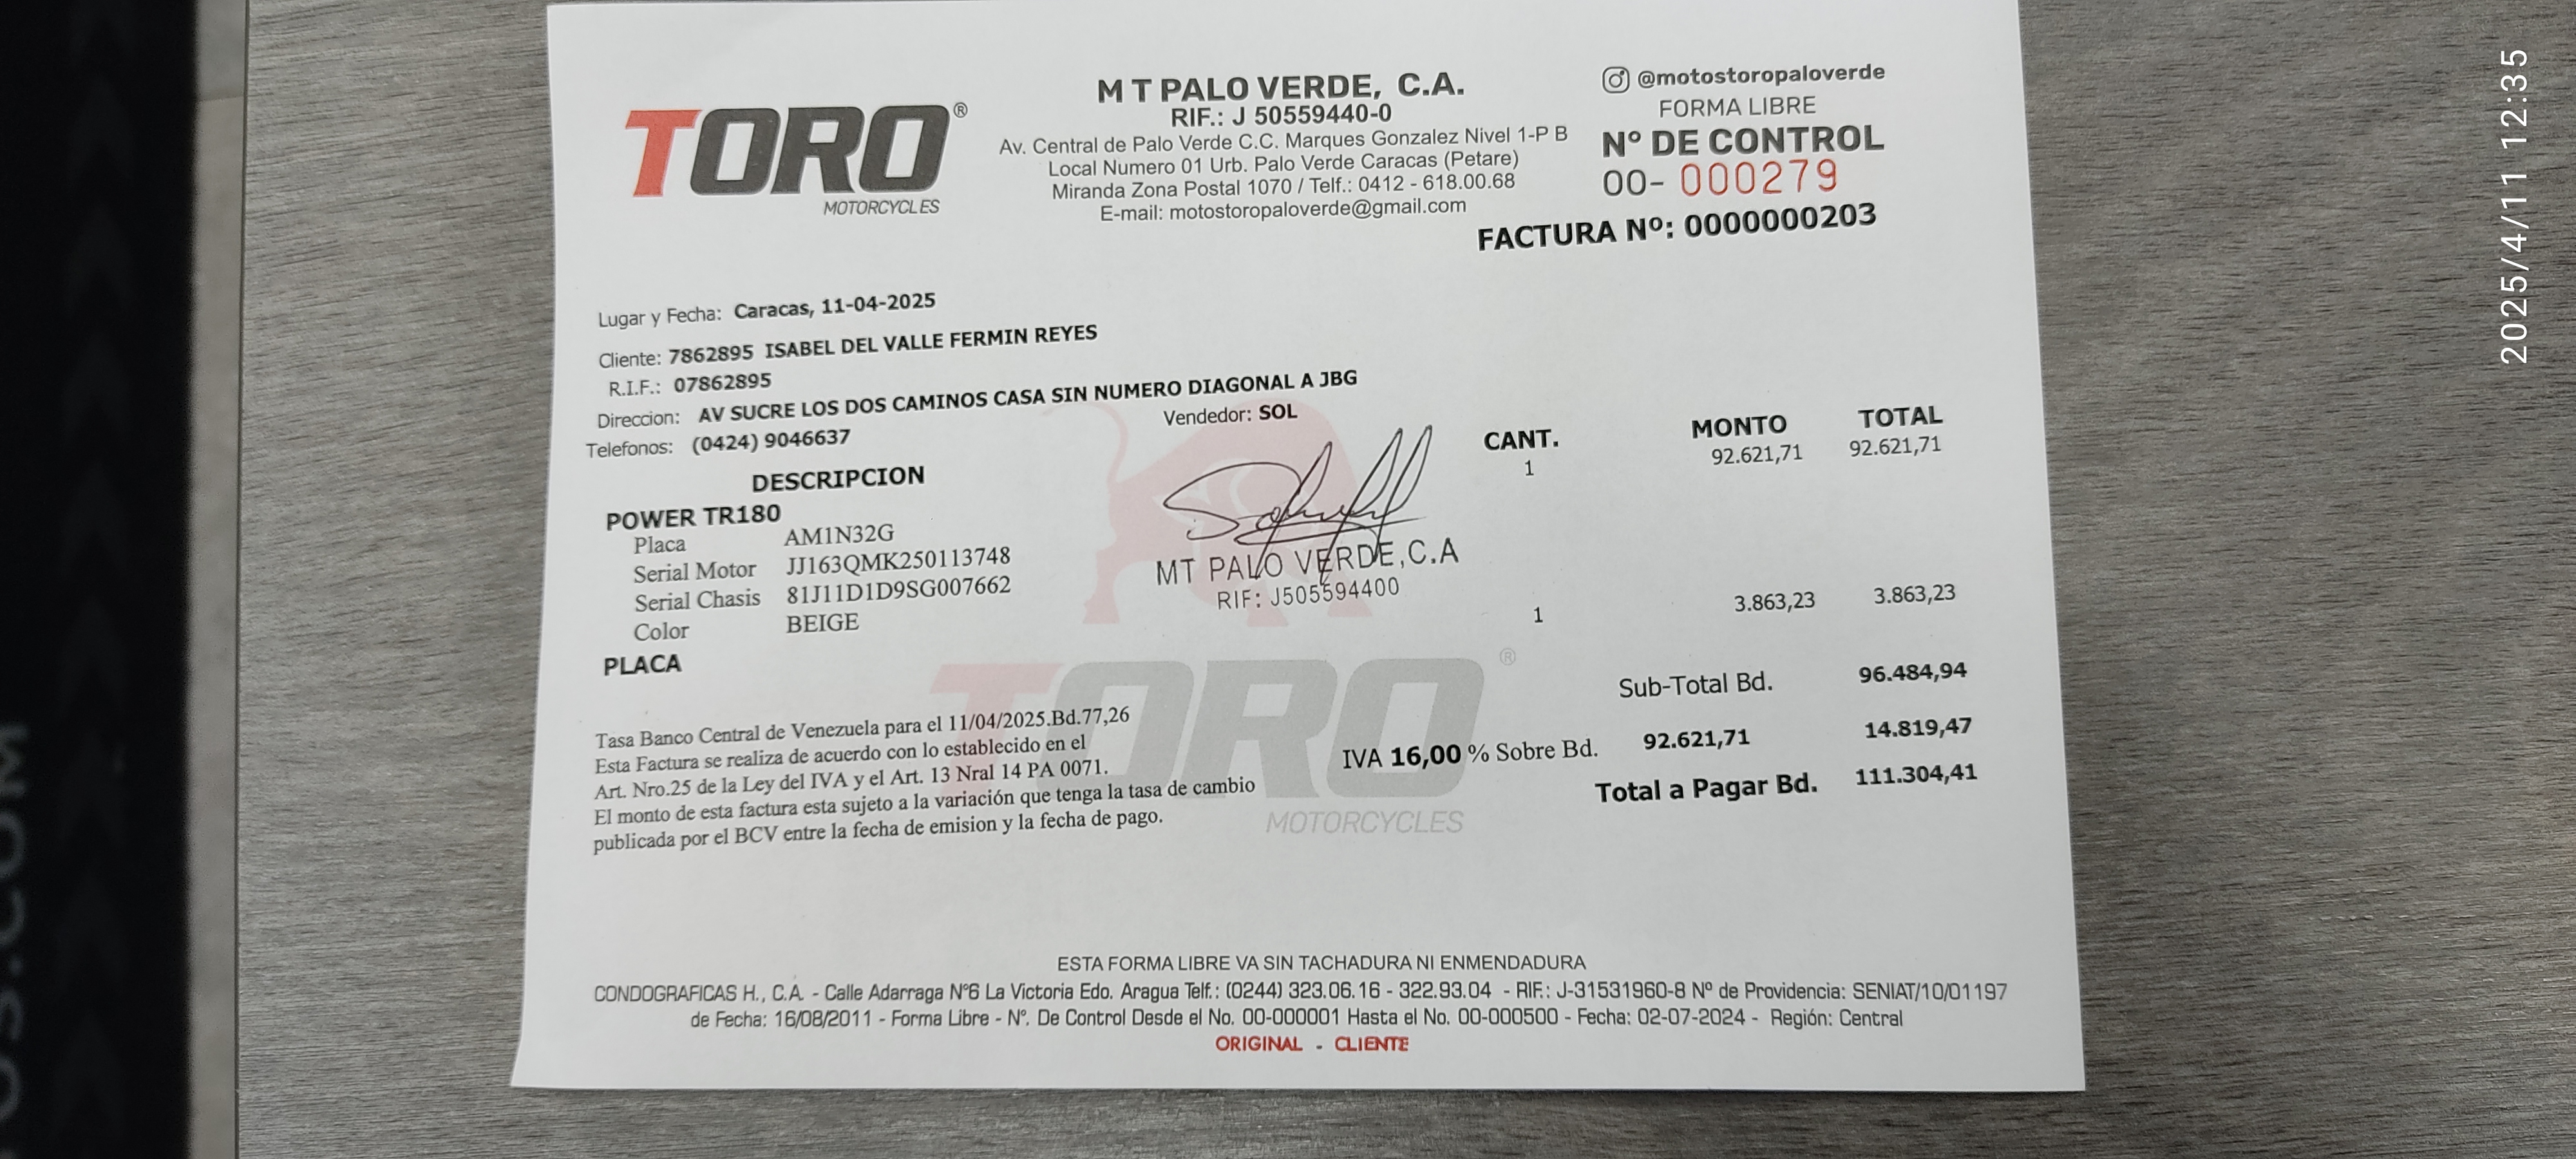 TORO®
MOTORCYCLES
M T PALO VERDE, C.A.
RIF.: J 50559440-0
Av. Central de Palo Verde C.C. Marques Gonzalez Nivel 1-P B
Local Numero 01 Urb. Palo Verde Caracas (Petare)
Miranda Zona Postal 1070 / Telf.: 0412 - 618.00.68
E-mail: motostoropaloverde@gmail.com
@motostoropaloverde
FORMA LIBRE
Nº DE CONTROL
00- 000279
FACTURA Nº: 0000000203
Lugar y Fecha: Caracas, 11-04-2025
Cliente: 7862895 ISABEL DEL VALLE FERMIN REYES
R.I.F.: 07862895
Direccion: AV SUCRE LOS DOS CAMINOS CASA SIN NUMERO DIAGONAL A JBG
Telefonos: (0424) 9046637 Vendedor: SOL
DESCRIPCION CANT. MONTO TOTAL
POWER TR180 1 92.621,71 92.621,71
Placa AM1N32G
Serial Motor JJ163QMK250113748
Serial Chasis 81J11D1D9SG007662
Color BEIGE
MT PALO VERDE,C.A
RIF: J505594400
PLACA 1 3.863,23 3.863,23
TORO®
MOTORCYCLES
Sub-Total Bd. 96.484,94
IVA 16,00 % Sobre Bd. 92.621,71 14.819,47
Total a Pagar Bd. 111.304,41
Tasa Banco Central de Venezuela para el 11/04/2025.Bd.77,26
Esta Factura se realiza de acuerdo con lo establecido en el
Art. Nro.25 de la Ley del IVA y el Art. 13 Nral 14 PA 0071.
El monto de esta factura esta sujeto a la variación que tenga la tasa de cambio
publicada por el BCV entre la fecha de emision y la fecha de pago.
ESTA FORMA LIBRE VA SIN TACHADURA NI ENMENDADURA
CONDOGRAFICAS H., C.A. - Calle Adarraga N°6 La Victoria Edo. Aragua Telf.: (0244) 323.06.16 - 322.93.04 - RIF.: J-31531960-8 Nº de Providencia: SENIAT/10/01197
de Fecha: 16/08/2011 - Forma Libre - N°. De Control Desde el No. 00-000001 Hasta el No. 00-000500 - Fecha: 02-07-2024 - Región: Central
ORIGINAL - CLIENTE
2025/4/11 12:35